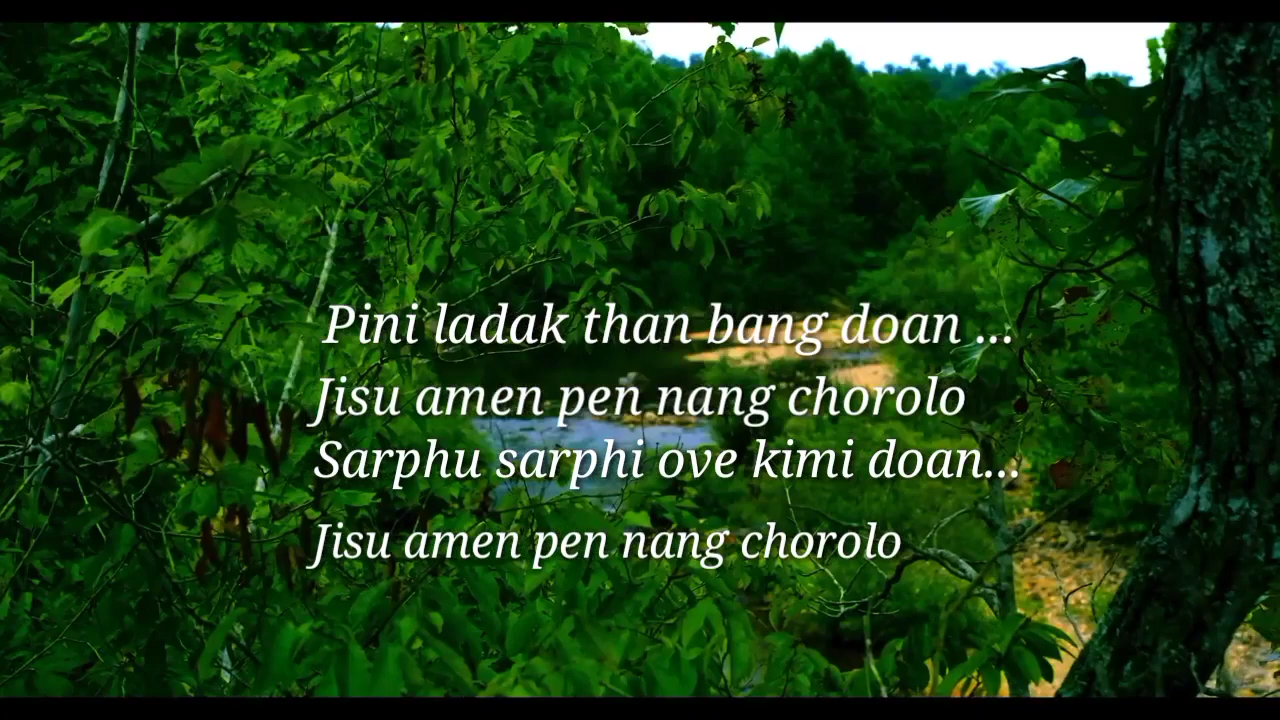 Pini ladak than bang doan ...
Jisu amen pen nang chorolo
Sarphu sarphi ove kimi doan...
Jisu amen pen nang chorolo